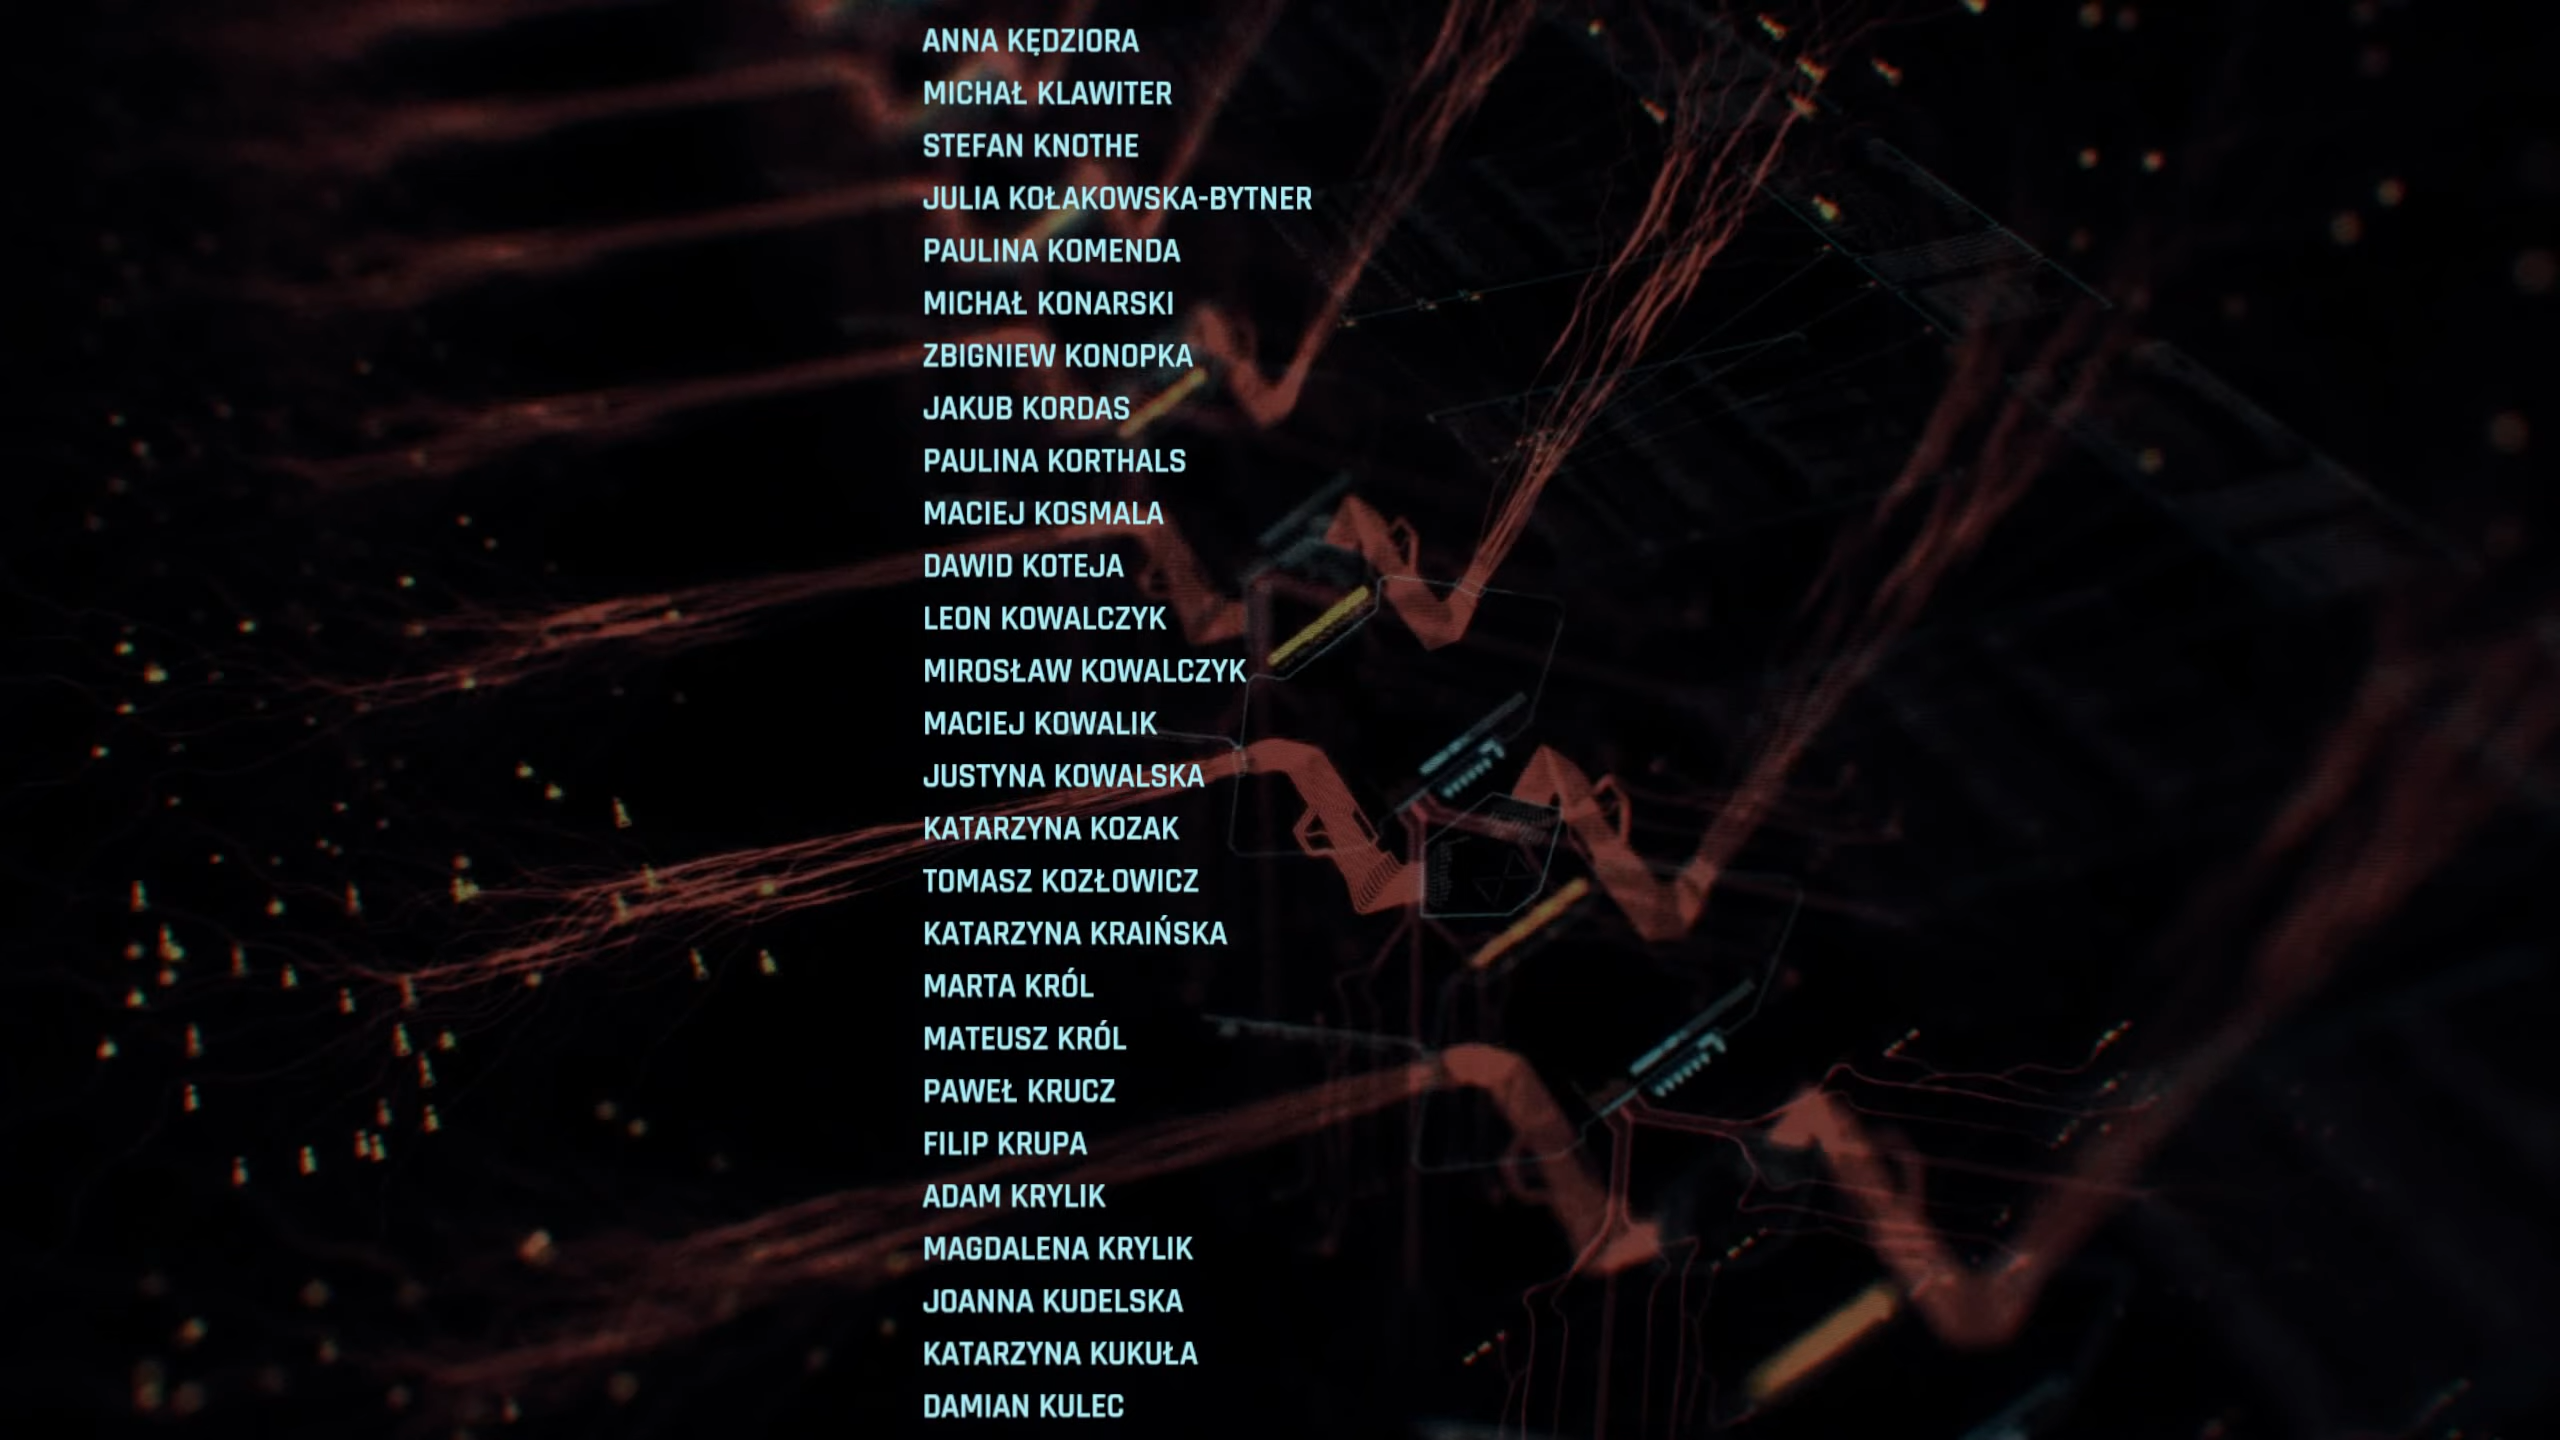 ANNA KĘDZIORA
MICHAŁ KLAWITER
STEFAN KNOTHE
JULIA KOŁAKOWSKA-BYTNER
PAULINA KOMENDA
MICHAŁ KONARSKI
ZBIGNIEW KONOPKA
JAKUB KORDAS
PAULINA KORTHALS
MACIEJ KOSMALA
DAWID KOTEJA
LEON KOWALCZYK
MIROSŁAW KOWALCZYK
MACIEJ KOWALIK
JUSTYNA KOWALSKA
KATARZYNA KOZAK
TOMASZ KOZŁOWICZ
KATARZYNA KRAIŃSKA
MARTA KRÓL
MATEUSZ KRÓL
PAWEŁ KRUCZ
FILIP KRUPA
ADAM KRYLIK
MAGDALENA KRYLIK
JOANNA KUDELSKA
KATARZYNA KUKUŁA
DAMIAN KULEC